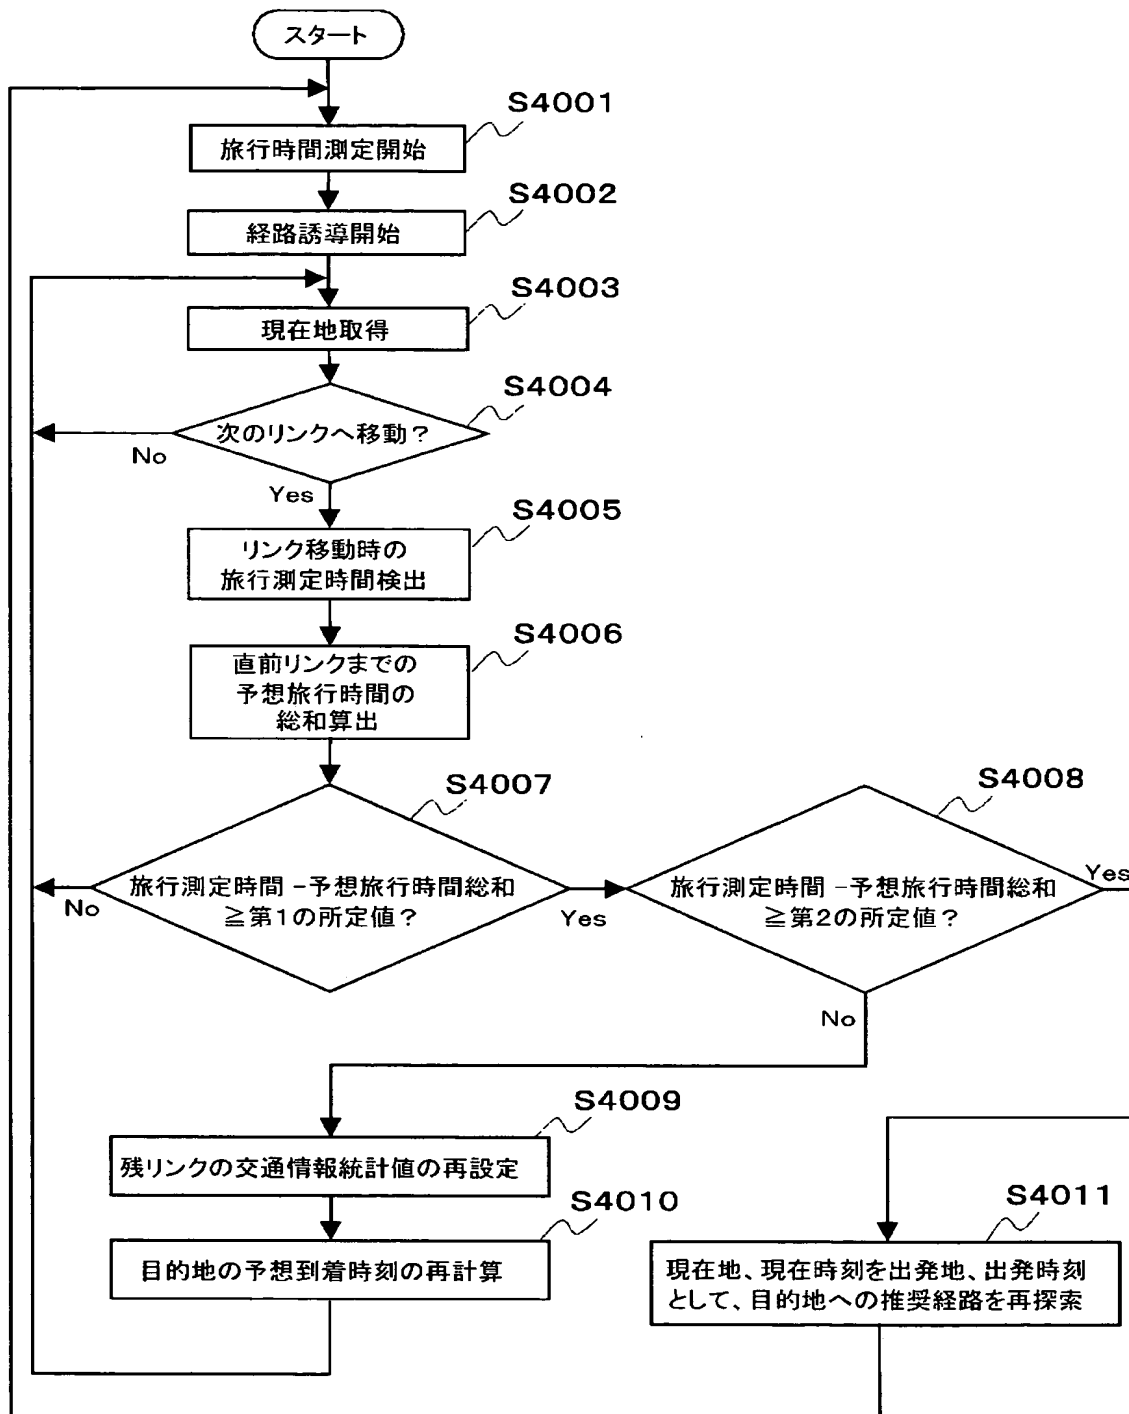 スタート
S4001
旅行時間測定開始
S4002
経路誘導開始
S4003
現在地取得
S4004
次のリンクへ移動？
No
Yes
S4005
リンク移動時の
旅行測定時間検出
S4006
直前リンクまでの
予想旅行時間の
総和算出
S4007
旅行測定時間－予想旅行時間総和
≧第1の所定値？
No
Yes
S4008
旅行測定時間－予想旅行時間総和
≧第2の所定値？
Yes
No
S4009
残リンクの交通情報統計値の再設定
S4010
目的地の予想到着時刻の再計算
S4011
現在地、現在時刻を出発地、出発時刻
として、目的地への推奨経路を再探索